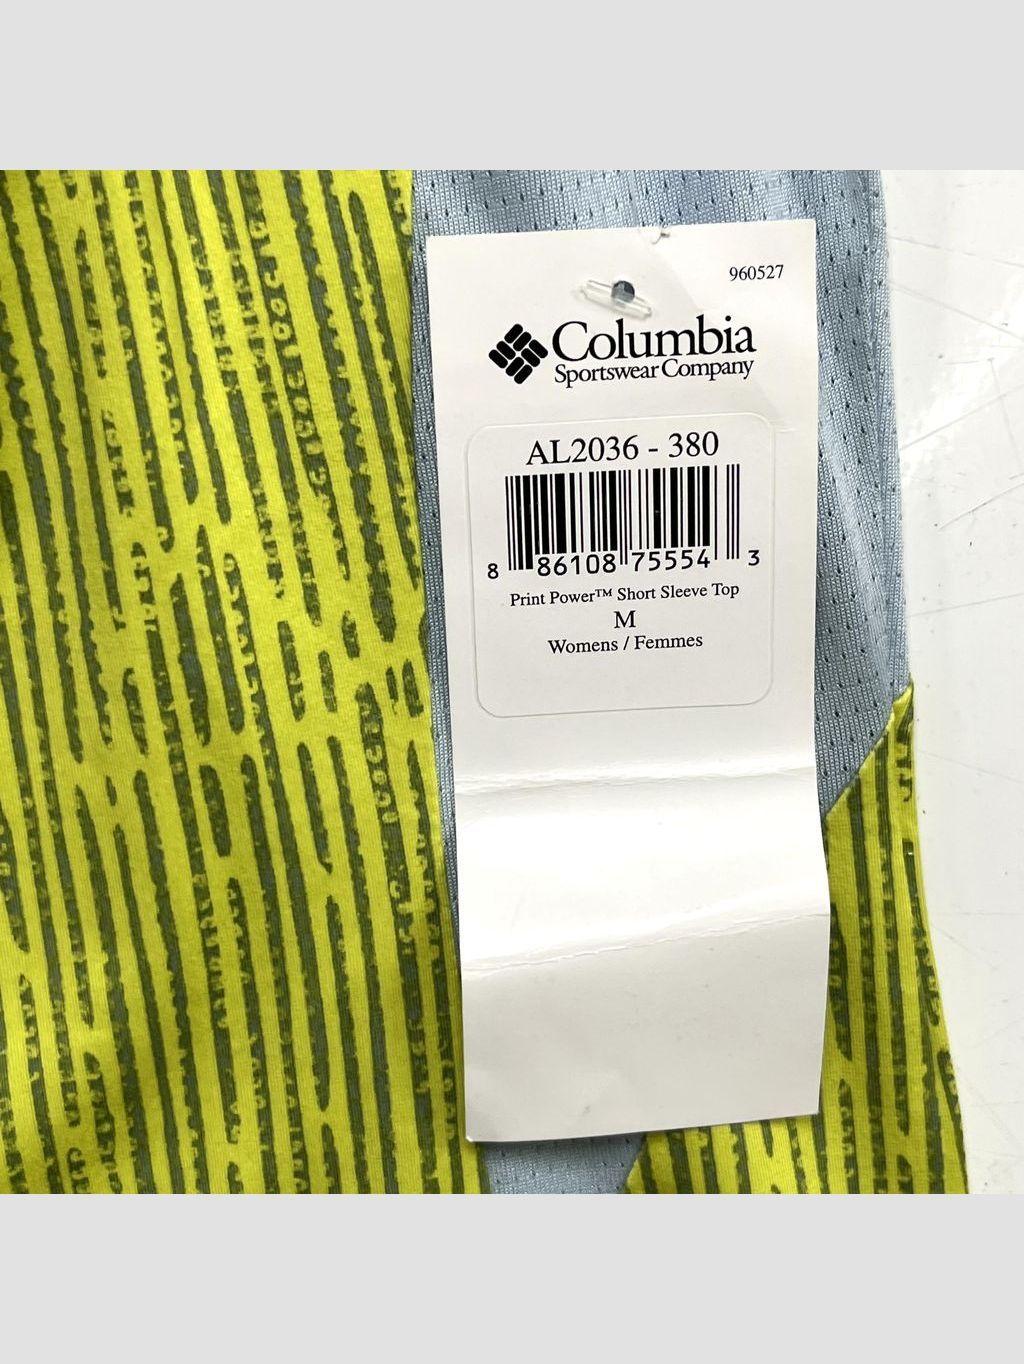 960527
Columbia
Sportswear Company
AL2036 - 380
8 86108 75554 3
Print Power™ Short Sleeve Top
M
Womens / Femmes